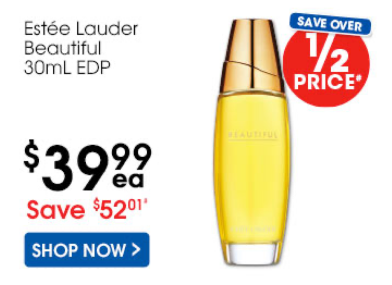 Estée Lauder
Beautiful
30mL EDP
SAVE OVER
1/2
PRICE#
BEAUTIFUL
$39.99
ea
Save $52.01#
SHOP NOW >